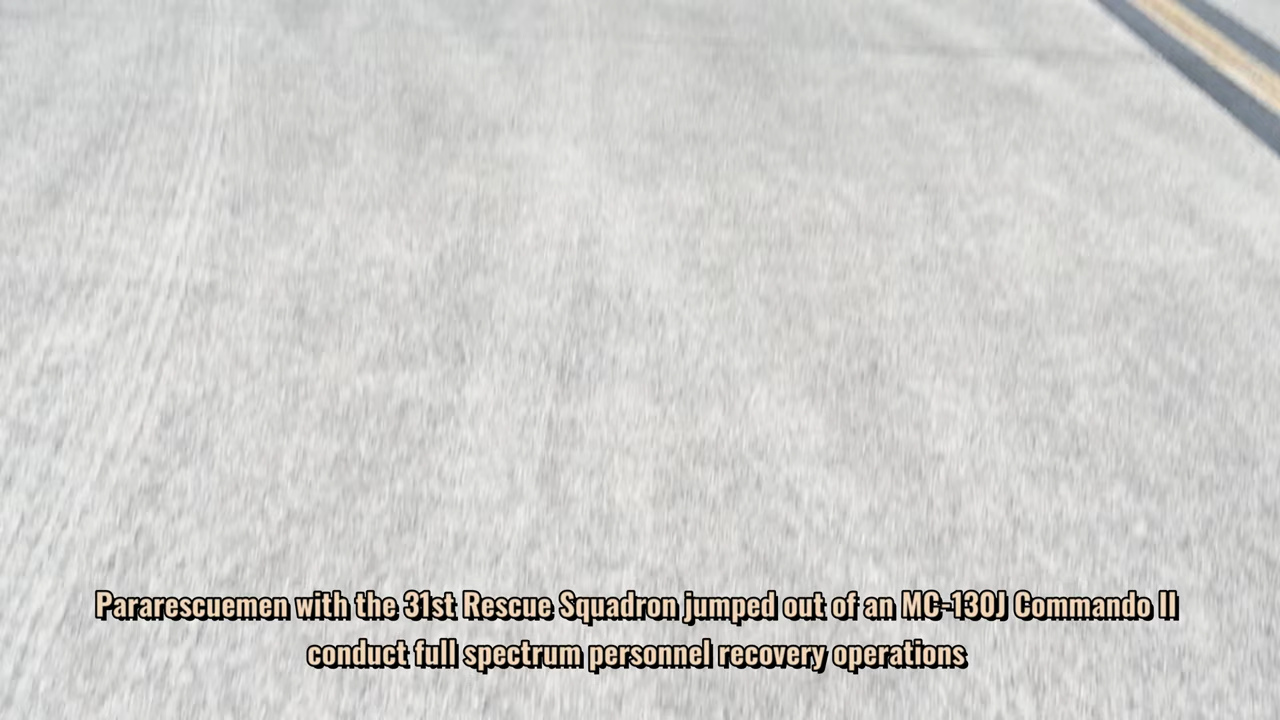 Pararescuemen with the 31st Rescue Squadron jumped out of an MC-130J Commando II
conduct full spectrum personnel recovery operations